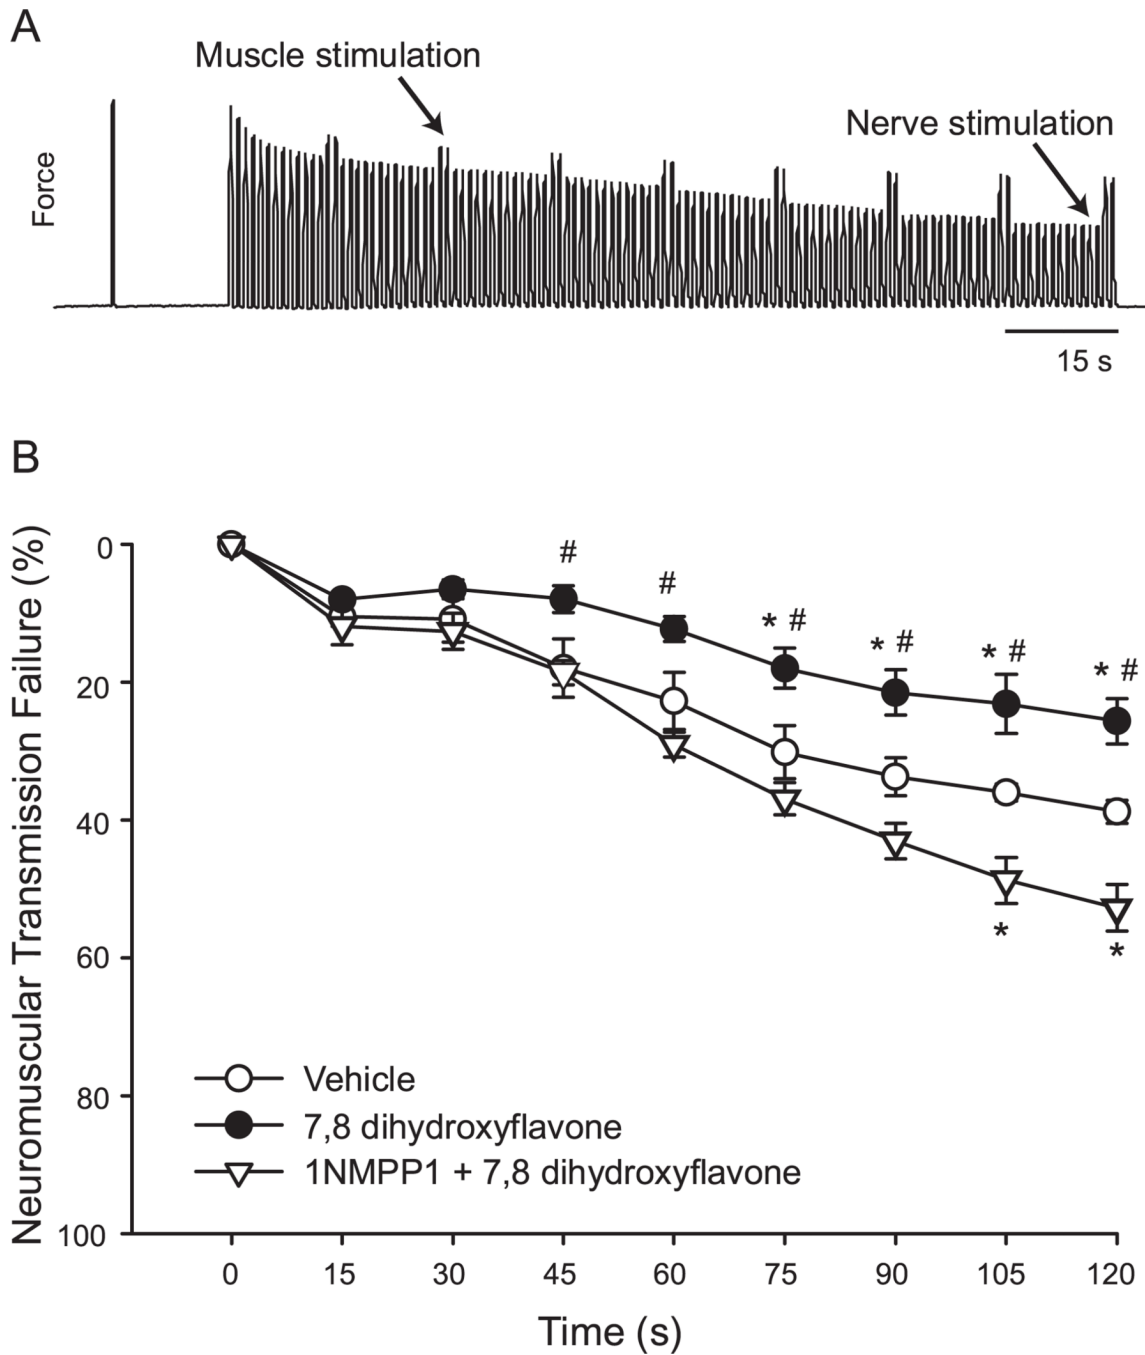 A
Muscle stimulation
Nerve stimulation
Force
15 s
B
Neuromuscular Transmission Failure (%)
0
20
40
60
80
100
#
#
* #
* #
* #
* #
*
*
Vehicle
7,8 dihydroxyflavone
1NMPP1 + 7,8 dihydroxyflavone
0 15 30 45 60 75 90 105 120
Time (s)